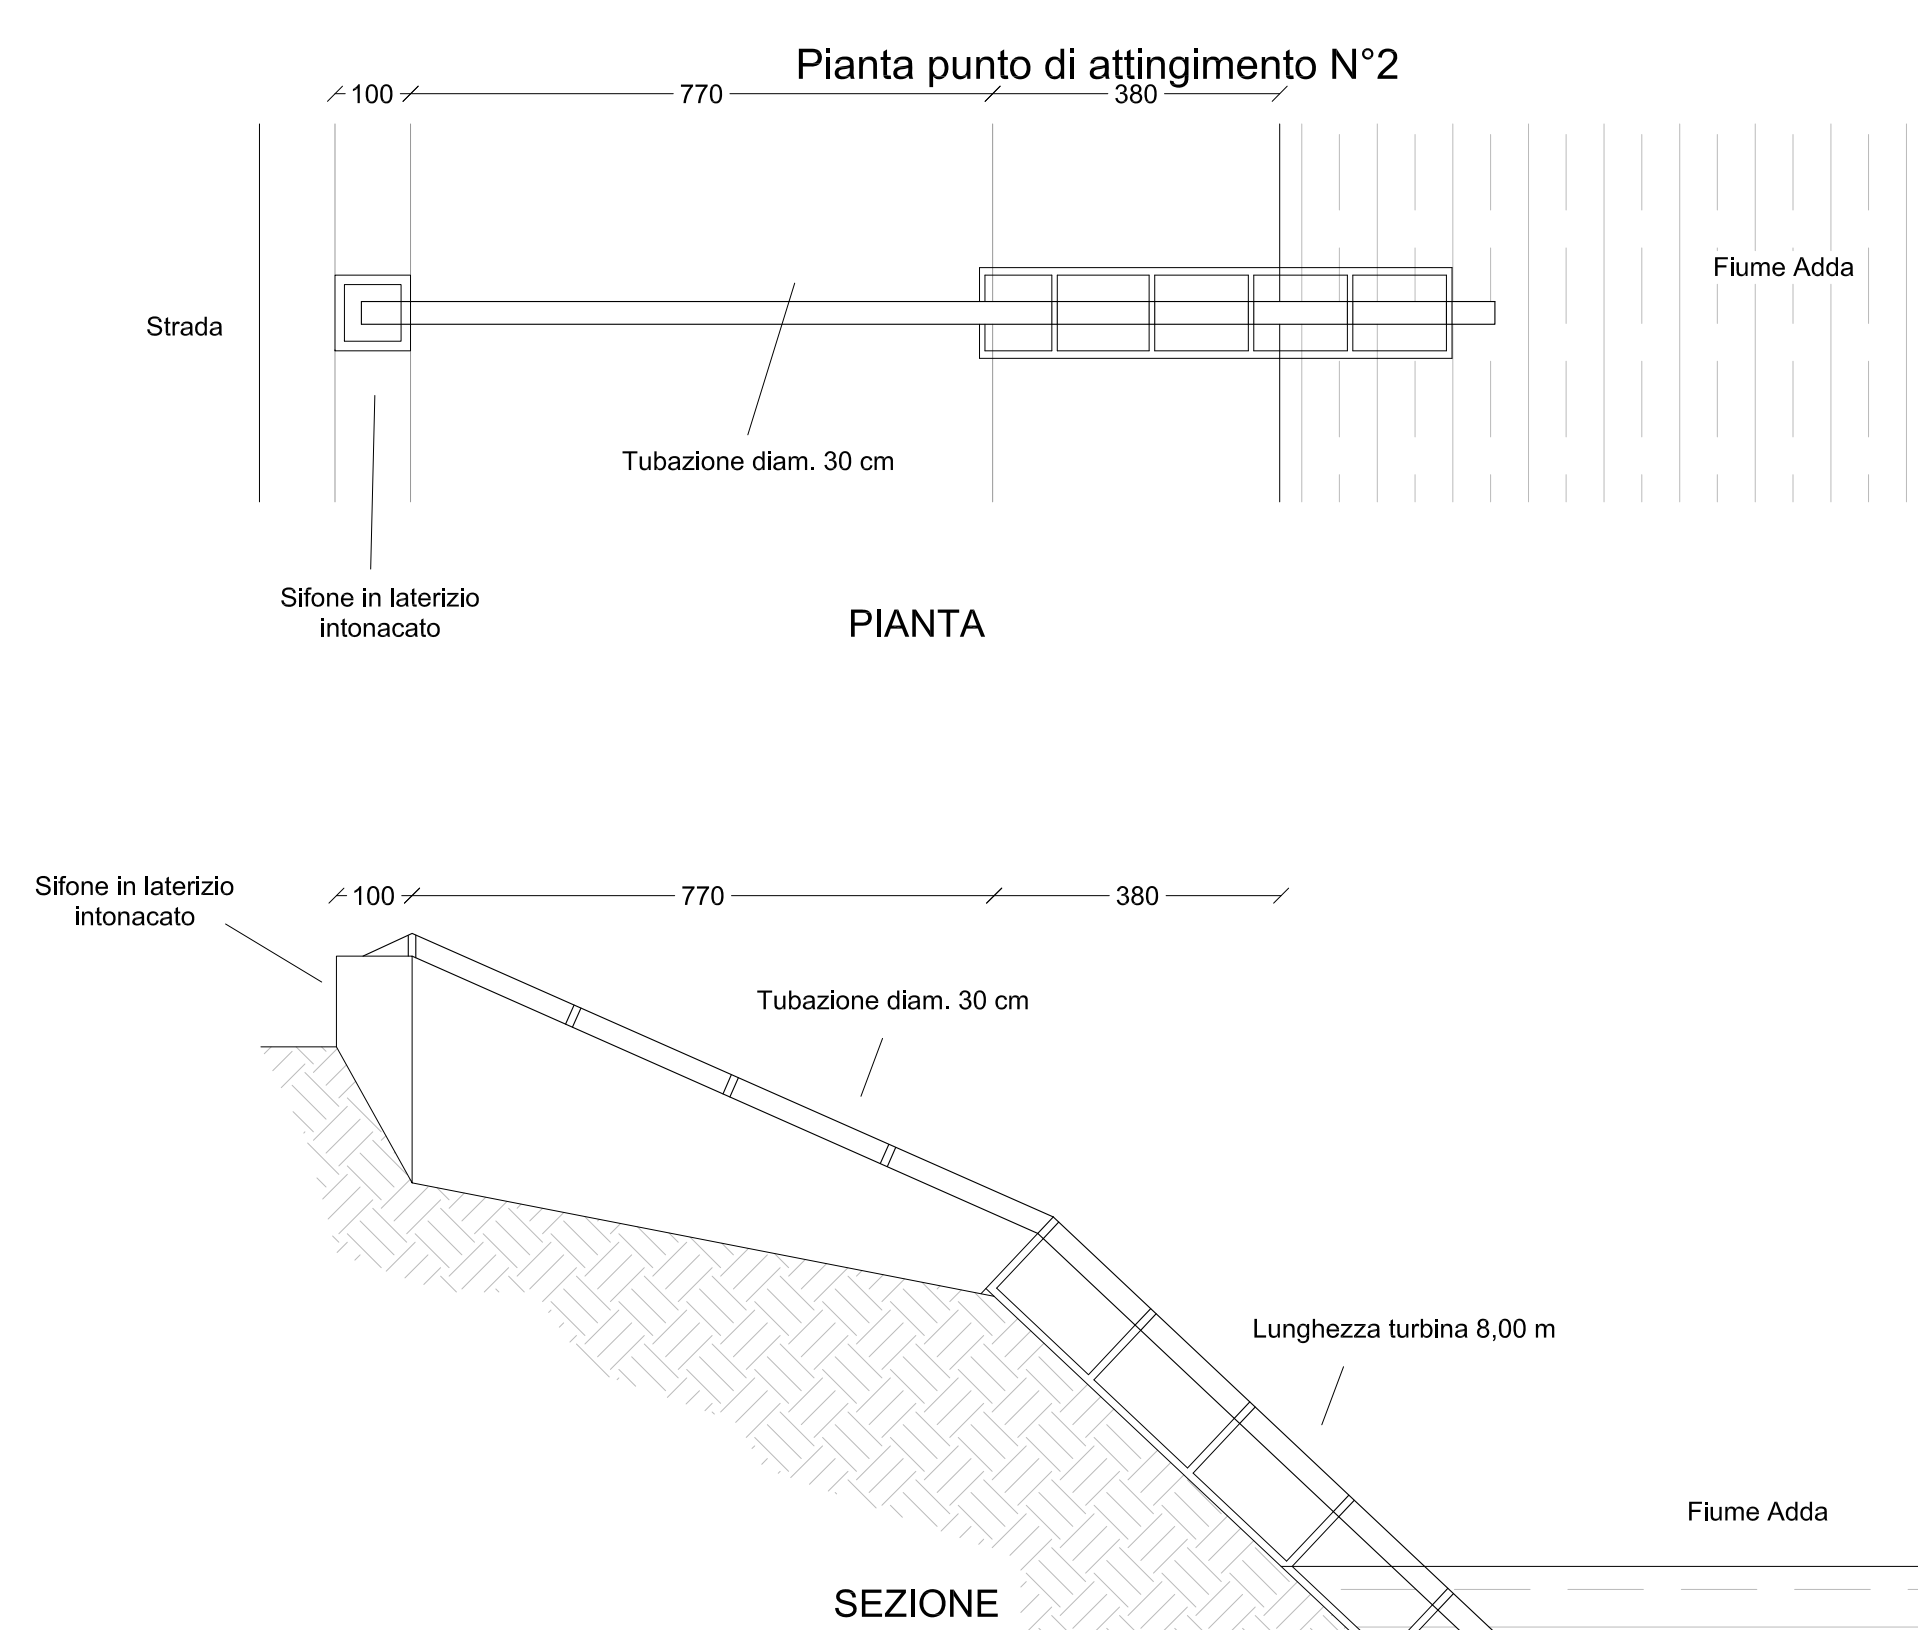 Pianta punto di attingimento N°2
100
770
380
Fiume Adda
Strada
Tubazione diam. 30 cm
Sifone in laterizio
intonacato
PIANTA
Sifone in laterizio
intonacato
100
770
380
Tubazione diam. 30 cm
Lunghezza turbina 8,00 m
Fiume Adda
SEZIONE